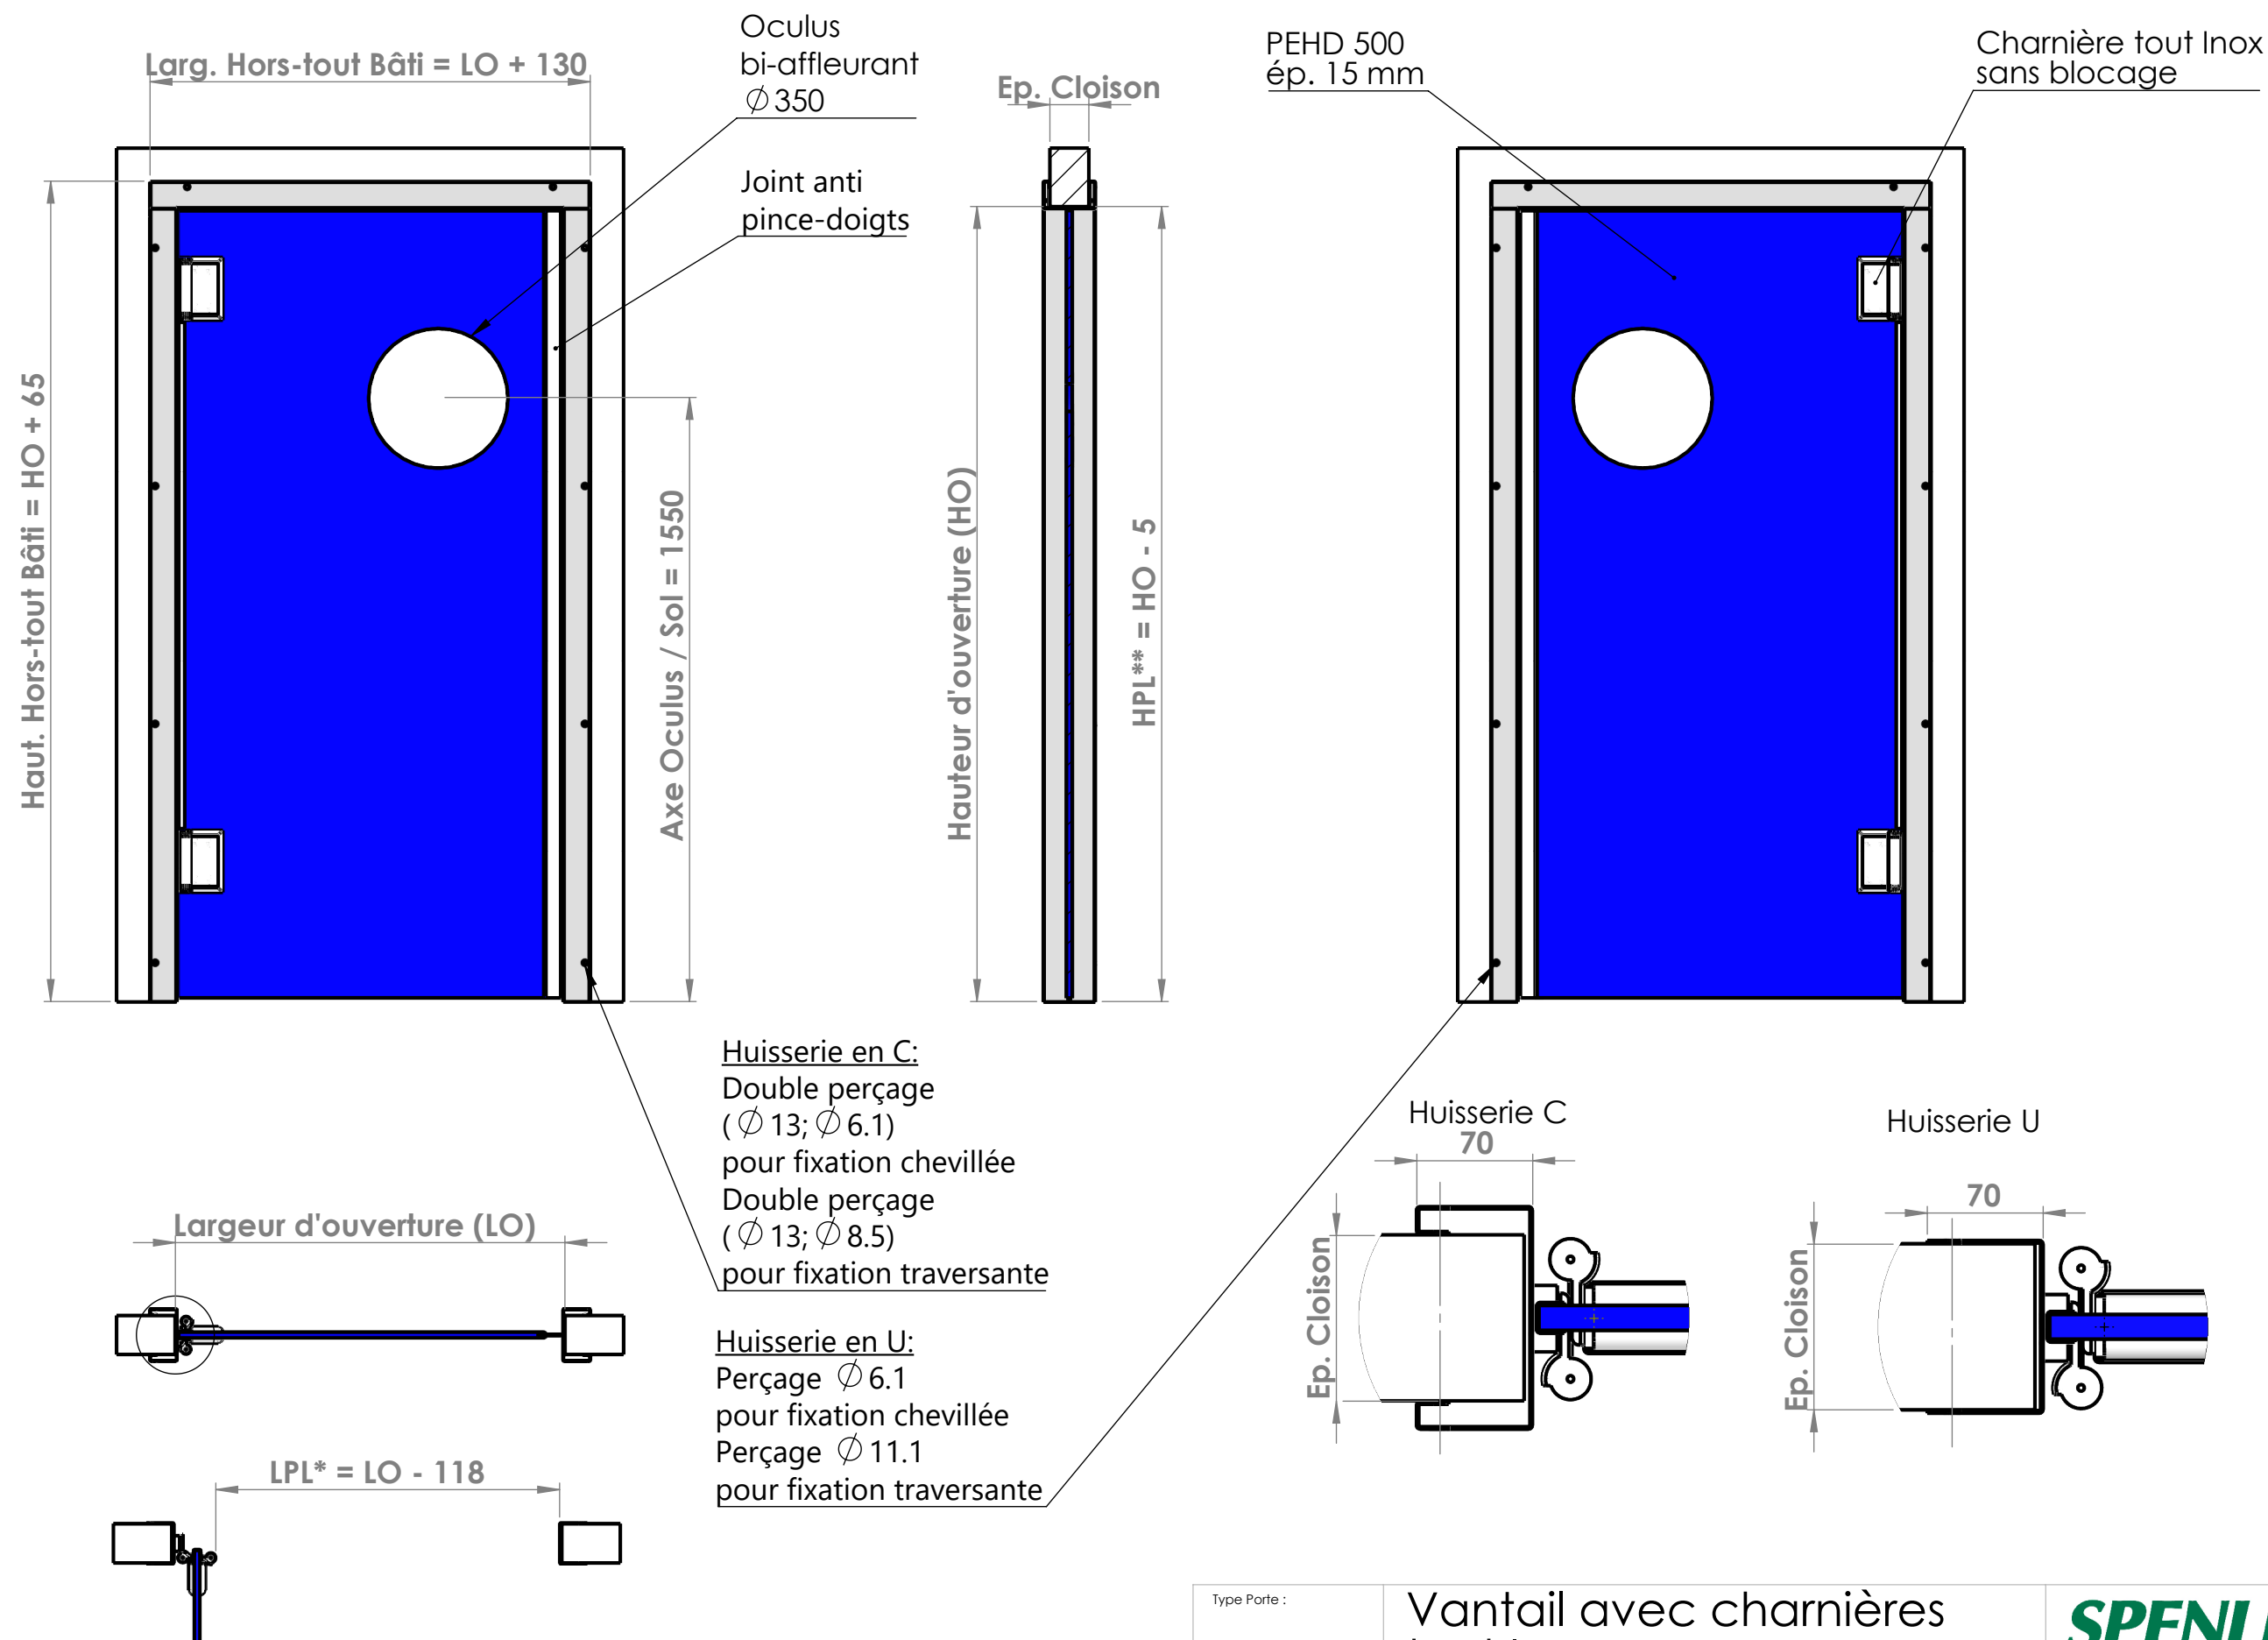 Larg. Hors-tout Bâti = LO + 130
Oculus
bi-affleurant
∅ 350
Joint anti
pince-doigts
Haut. Hors-tout Bâti = HO + 65
Axe Oculus / Sol = 1550
Ep. Cloison
Hauteur d'ouverture (HO)
HPL** = HO - 5
PEHD 500
ép. 15 mm
Charnière tout Inox
sans blocage
Huisserie en C:
Double perçage
( ∅ 13; ∅ 6.1)
pour fixation chevillée
Double perçage
( ∅ 13; ∅ 8.5)
pour fixation traversante
Huisserie en U:
Perçage ∅ 6.1
pour fixation chevillée
Perçage ∅ 11.1
pour fixation traversante
Largeur d'ouverture (LO)
LPL* = LO - 118
Huisserie C
70
Ep. Cloison
Huisserie U
70
Ep. Cloison
Type Porte :
Vantail avec charnières